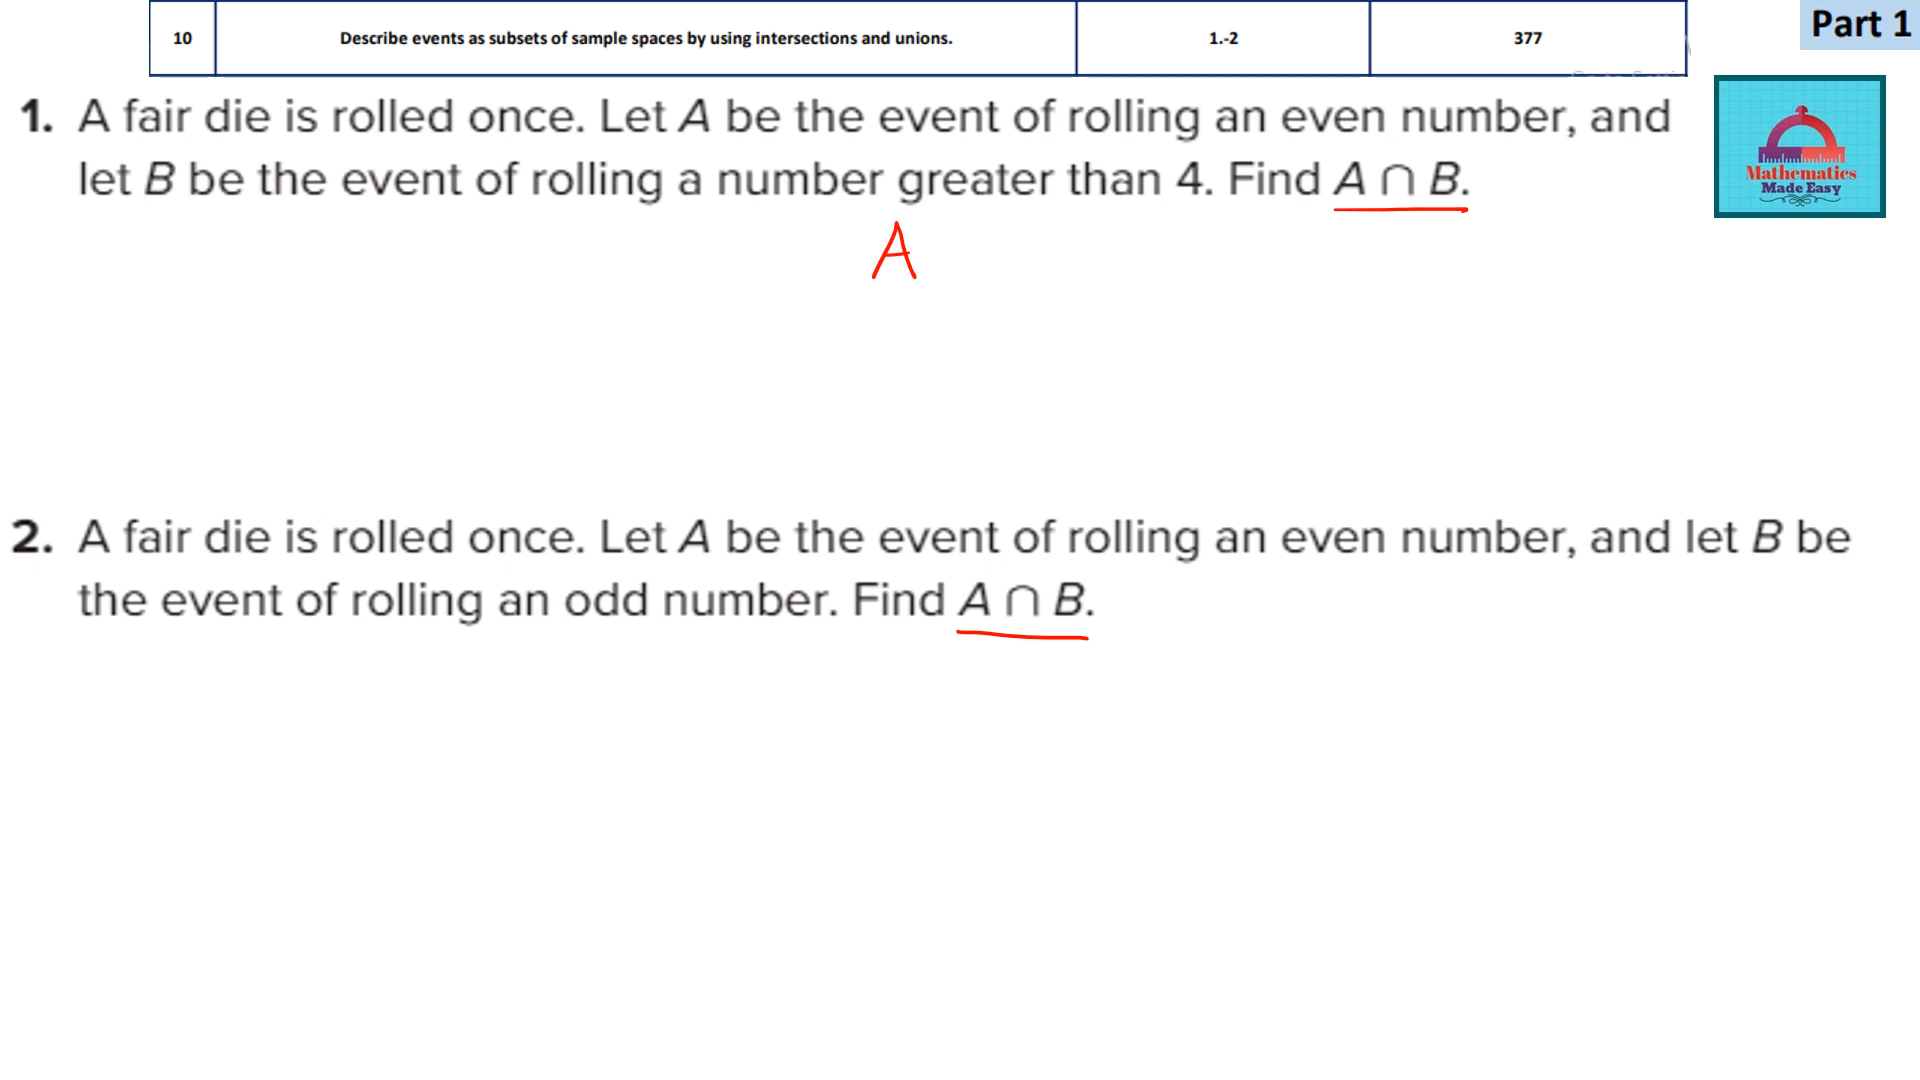 Part 1
10 Describe events as subsets of sample spaces by using intersections and unions. 1.-2 377
1. A fair die is rolled once. Let A be the event of rolling an even number, and
let B be the event of rolling a number greater than 4. Find A ∩ B.
Mathematics
Made Easy
A
2. A fair die is rolled once. Let A be the event of rolling an even number, and let B be
the event of rolling an odd number. Find A ∩ B.